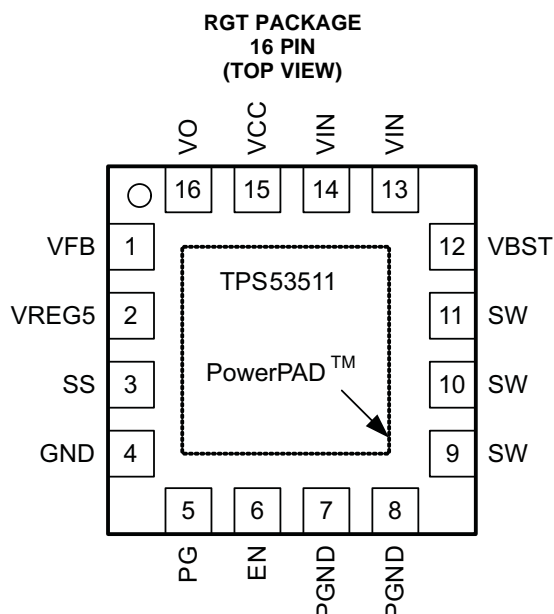 RGT PACKAGE
16 PIN
(TOP VIEW)
VO
VCC
VIN
VIN
16
15
14
13
VFB
1
12
VBST
TPS53511
VREG5
2
11
SW
PowerPAD™
SS
3
10
SW
GND
4
9
SW
5
6
7
8
PG
EN
PGND
PGND